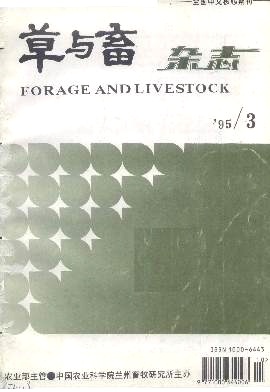 全国中文核心期刊
草与畜
杂志
FORAGE AND LIVESTOCK
'95/3
ISSN 1000-6443
农业部主管●中国农业科学院兰州畜牧研究所主办